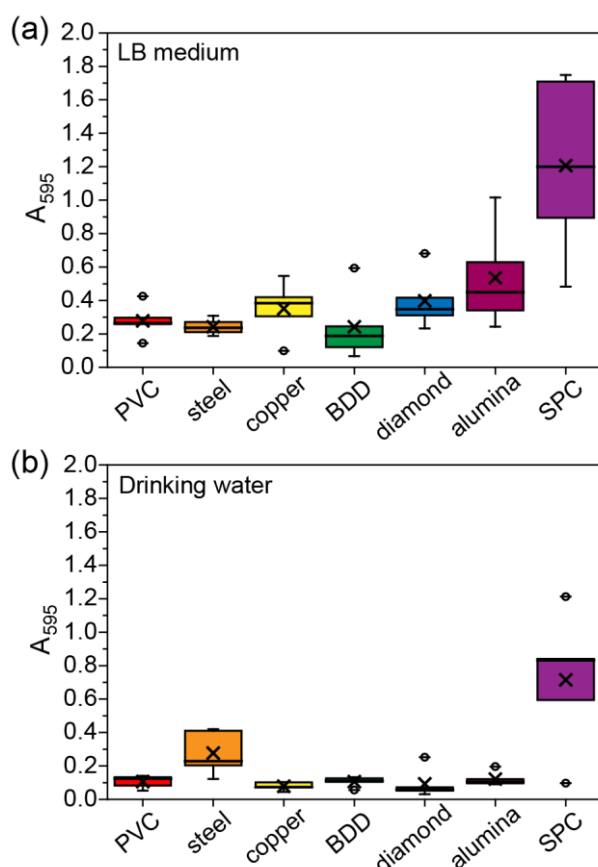 (a)
LB medium
2.0
1.8
1.6
1.4
1.2
1.0
0.8
0.6
0.4
0.2
0.0
A595
PVC
steel
copper
BDD
diamond
alumina
SPC
(b)
Drinking water
2.0
1.8
1.6
1.4
1.2
1.0
0.8
0.6
0.4
0.2
0.0
A595
PVC
steel
copper
BDD
diamond
alumina
SPC